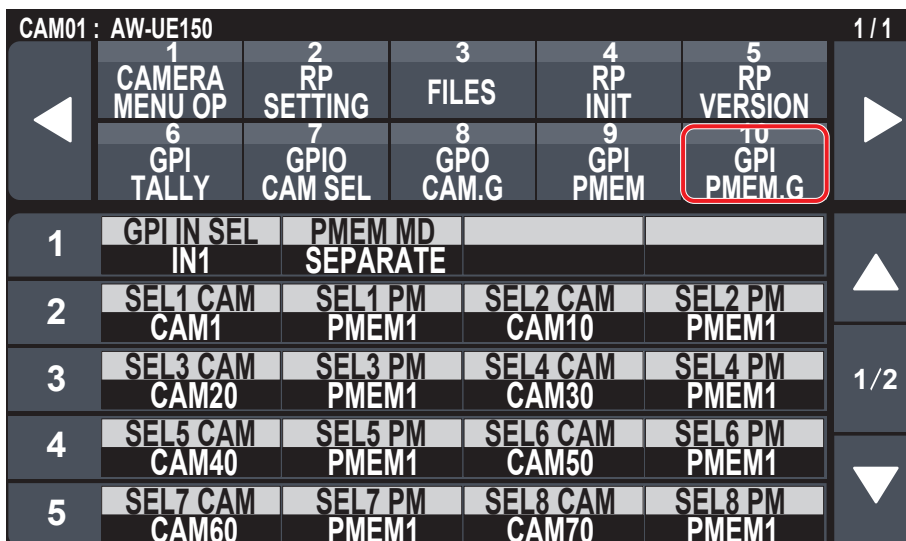 CAM01 : AW-UE150 1 / 1
1 2 3 4 5
CAMERA MENU OP RP SETTING FILES RP INIT RP VERSION
6 7 8 9 10
GPI TALLY GPIO CAM SEL GPO CAM.G GPI PMEM GPI PMEM.G
1 GPI IN SEL PMEM MD
IN1 SEPARATE
2 SEL1 CAM SEL1 PM SEL2 CAM SEL2 PM
CAM1 PMEM1 CAM10 PMEM1
3 SEL3 CAM SEL3 PM SEL4 CAM SEL4 PM
CAM20 PMEM1 CAM30 PMEM1
1/2
4 SEL5 CAM SEL5 PM SEL6 CAM SEL6 PM
CAM40 PMEM1 CAM50 PMEM1
5 SEL7 CAM SEL7 PM SEL8 CAM SEL8 PM
CAM60 PMEM1 CAM70 PMEM1